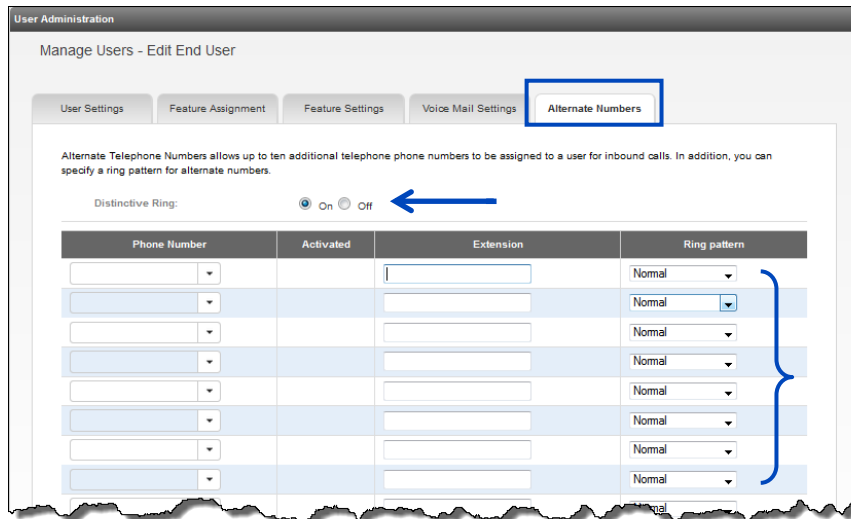 User Administration
Manage Users - Edit End User
User Settings Feature Assignment Feature Settings Voice Mail Settings Alternate Numbers
Alternate Telephone Numbers allows up to ten additional telephone phone numbers to be assigned to a user for inbound calls. In addition, you can
specify a ring pattern for alternate numbers.
Distinctive Ring: On Off
Phone Number Activated Extension Ring pattern
Normal
Normal
Normal
Normal
Normal
Normal
Normal
Normal